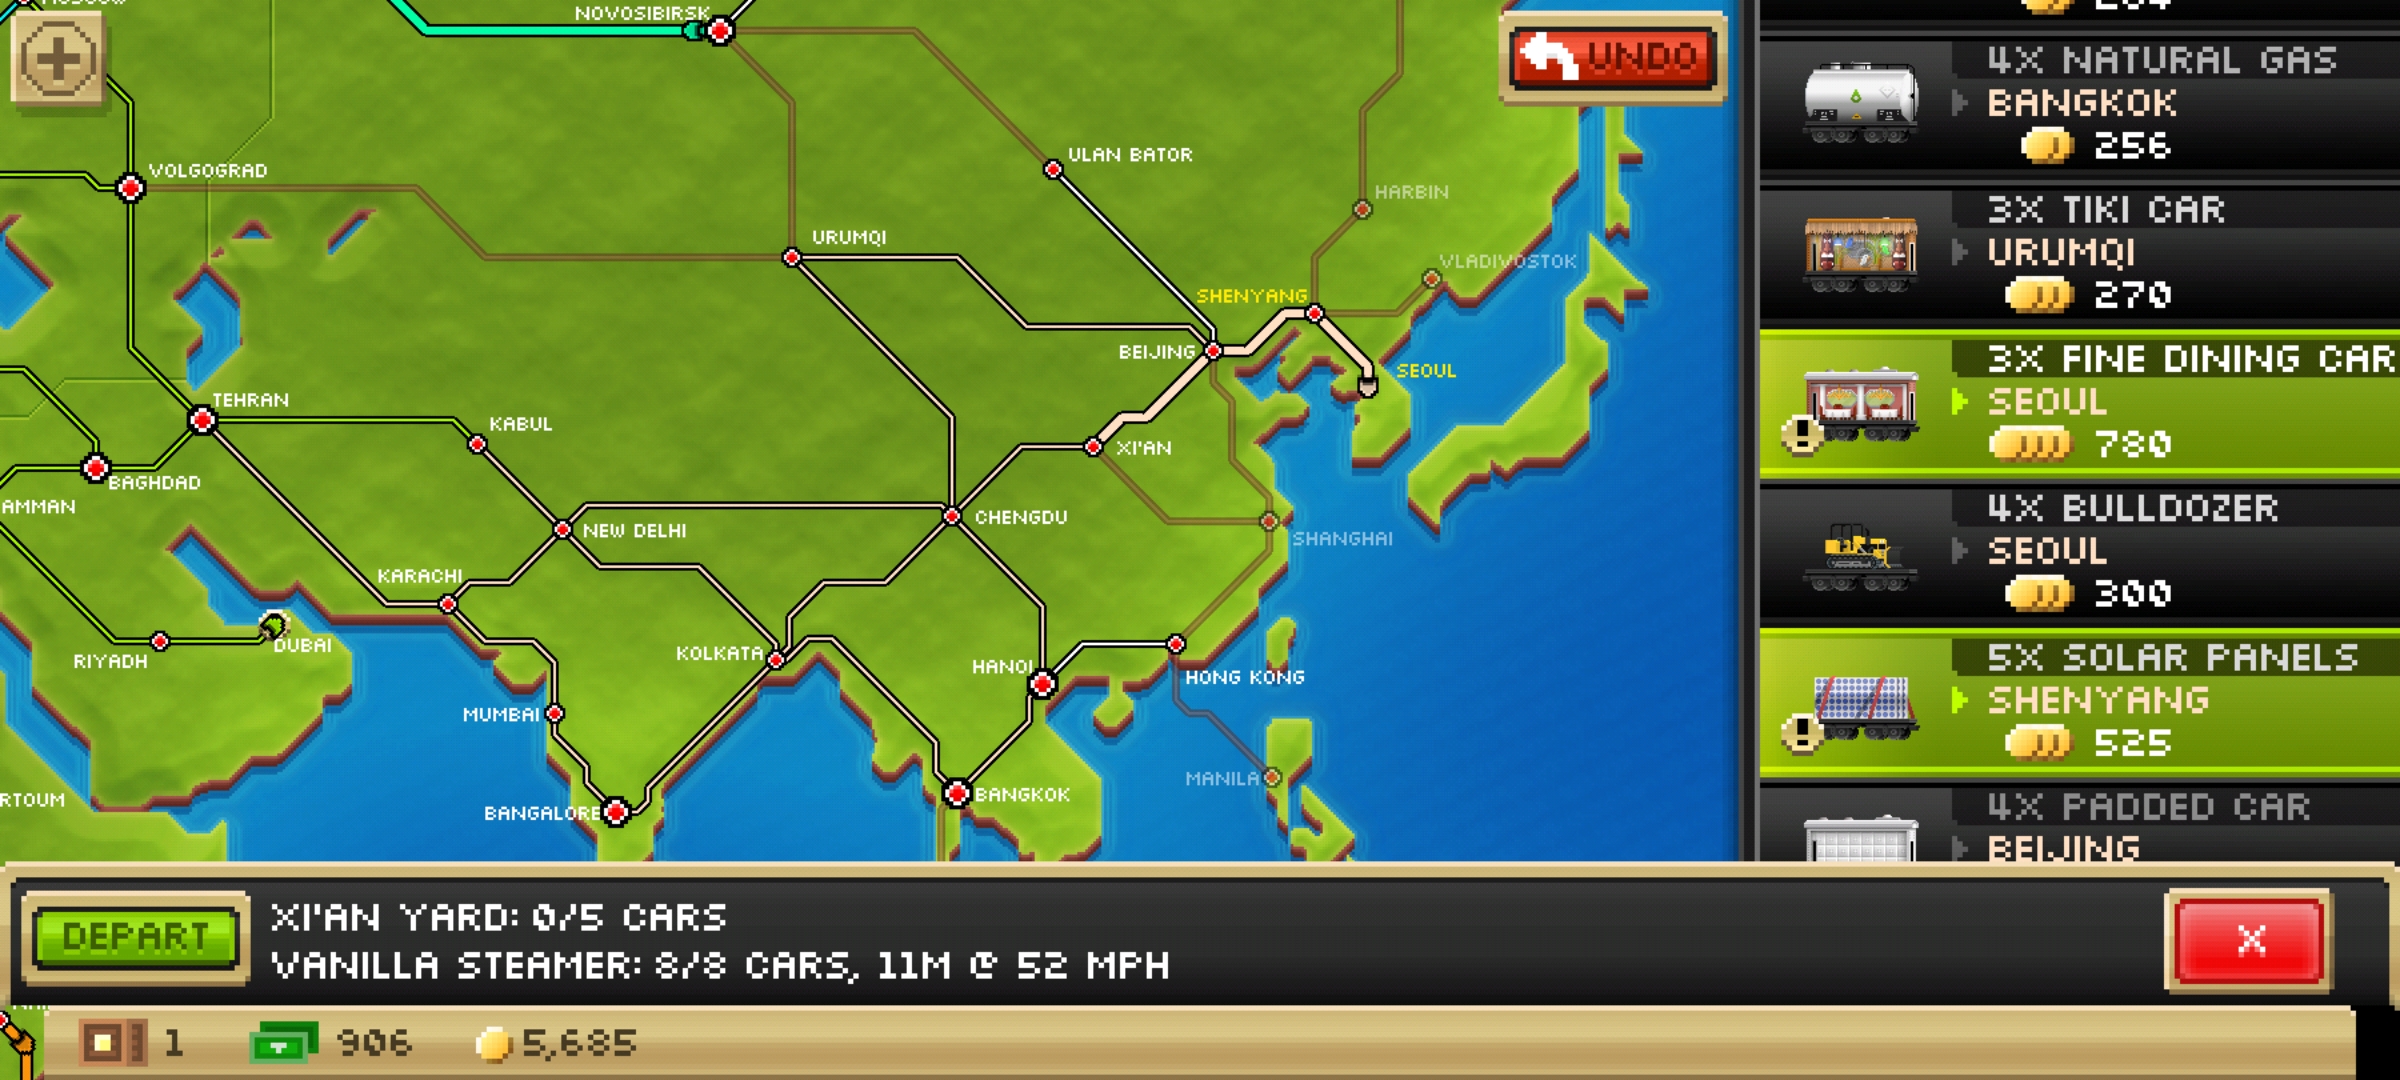 NOVOSIBIRSK
UNDO
VOLGOGRAD
ULAN BATOR
HARBIN
URUMQI
VLADIVOSTOK
SHENYANG
BEIJING
SEOUL
TEHRAN
KABUL
XI'AN
BAGHDAD
AMMAN
NEW DELHI
CHENGDU
SHANGHAI
KARACHI
DUBAI
RIYADH
KOLKATA
HANOI
HONG KONG
MUMBAI
MANILA
BANGKOK
RTOUM
BANGALORE
4X NATURAL GAS
BANGKOK
256
3X TIKI CAR
URUMQI
270
3X FINE DINING CAR
SEOUL
780
4X BULLDOZER
SEOUL
300
5X SOLAR PANELS
SHENYANG
525
4X PADDED CAR
BEIJING
DEPART
XI'AN YARD: 0/5 CARS
VANILLA STEAMER: 8/8 CARS, 11M @ 52 MPH
X
1
906
5,685